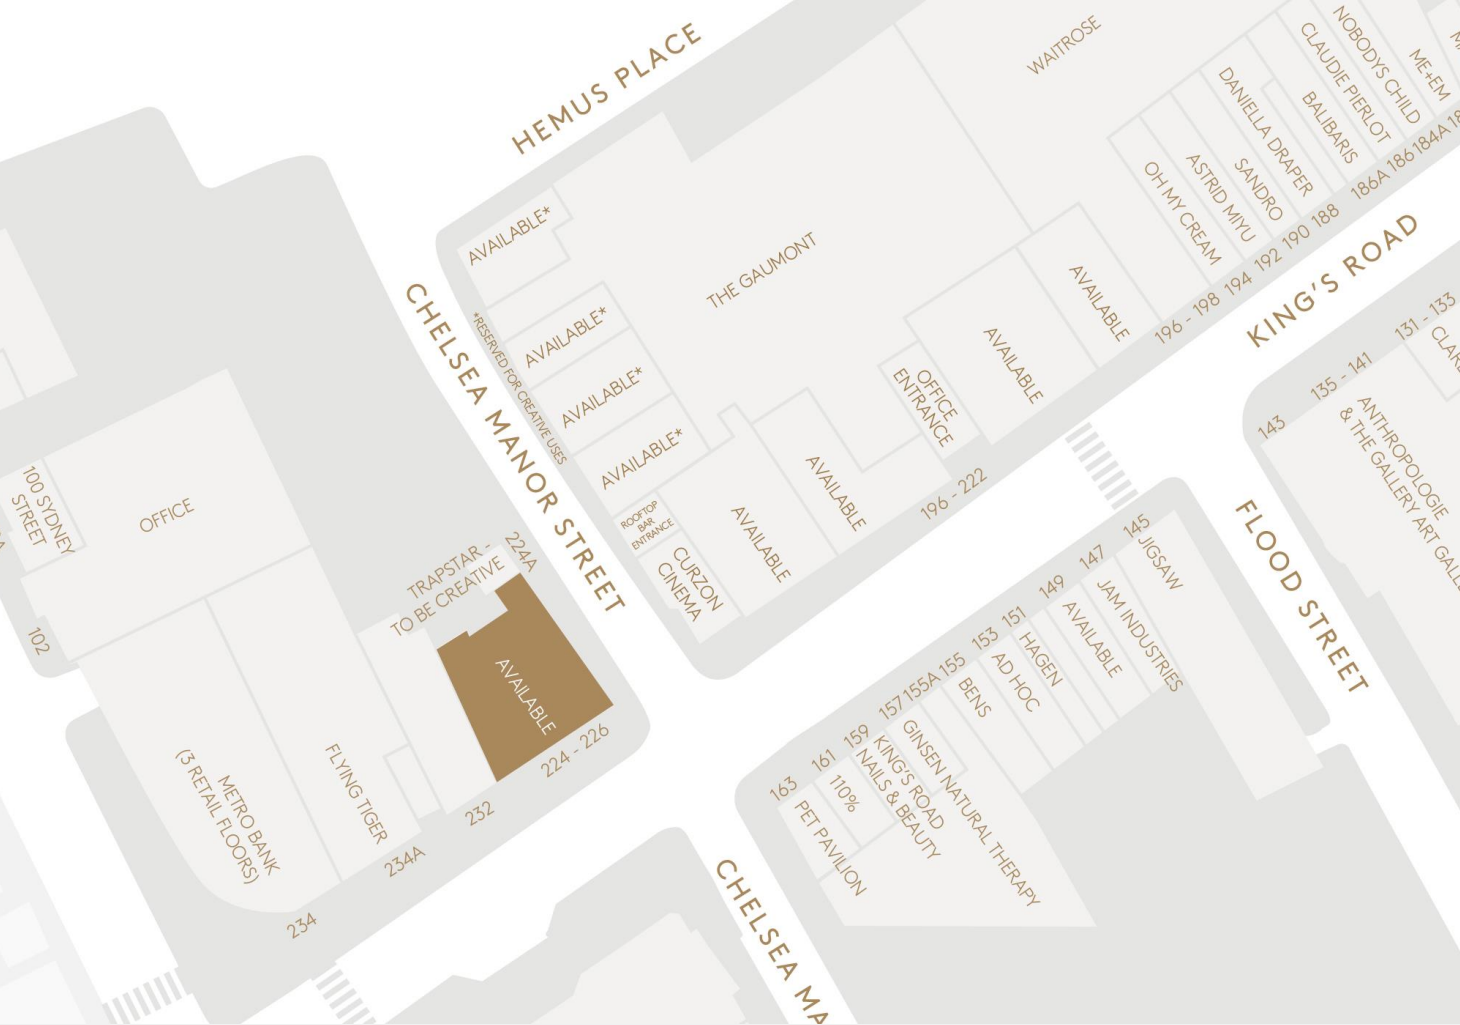 HEMUS PLACE
WAITROSE
NOBODYS CHILD
CLAUDIE PIERLOT
ME+EM
DANIELLA DRAPER
BALIBARIS
SANDRO
ASTRID MIYU
OH MY CREAM
184A
186
186A
188
190
192
194
196 - 198
KING'S ROAD
AVAILABLE*
THE GAUMONT
CHELSEA MANOR STREET
*RESERVED FOR CREATIVE USES
AVAILABLE*
AVAILABLE*
AVAILABLE*
AVAILABLE
AVAILABLE
OFFICE
ENTRANCE
AVAILABLE
AVAILABLE
196 - 222
ROOFTOP
BAR
ENTRANCE
CURZON
CINEMA
131 - 133
135 - 141
143
ANTHROPOLOGIE
FLOOD STREET
100 SYDNEY
STREET
OFFICE
102
TRAPSTAR -
TO BE CREATIVE
224A
AVAILABLE
224 - 226
232
234A
234
FLYING TIGER
METRO BANK
(3 RETAIL FLOORS)
145
147
149
151
153
155
155A
157
159
161
163
JIGSAW
JAM INDUSTRIES
AVAILABLE
HAGEN
AD HOC
BENS
GINSEN NATURAL THERAPY
KING'S ROAD
NAILS & BEAUTY
110%
PET PAVILION
CHELSEA